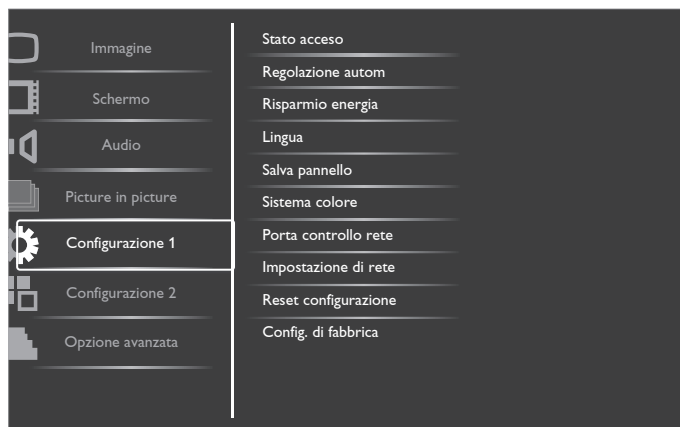 Immagine
Schermo
Audio
Picture in picture
Configurazione 1
Configurazione 2
Opzione avanzata
Stato acceso
Regolazione autom
Risparmio energia
Lingua
Salva pannello
Sistema colore
Porta controllo rete
Impostazione di rete
Reset configurazione
Config. di fabbrica